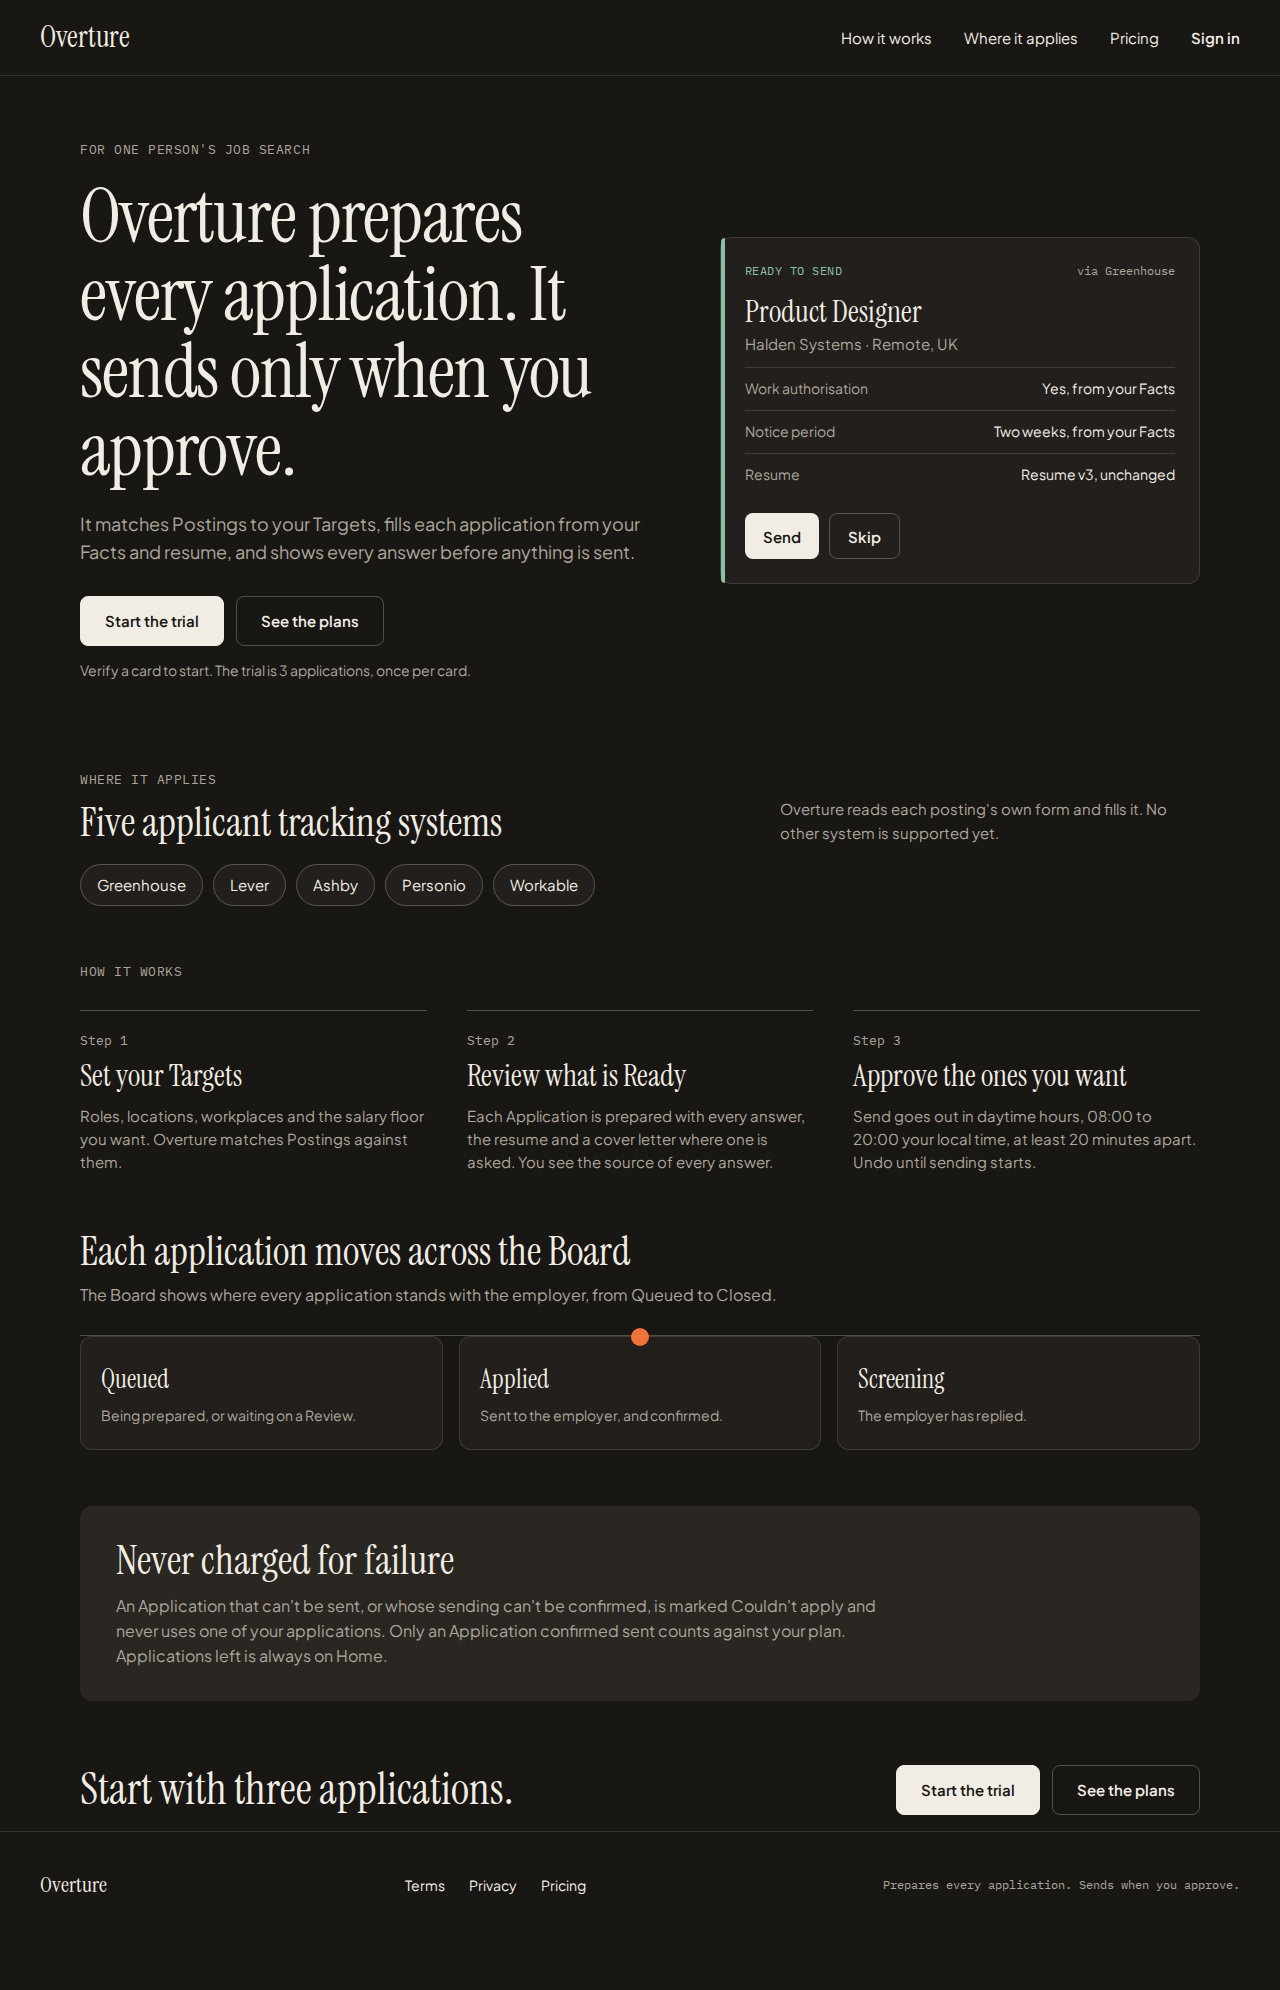 Overture
How it works
Where it applies
Pricing
Sign in
FOR ONE PERSON'S JOB SEARCH
Overture prepares
every application. It
sends only when you
approve.
It matches Postings to your Targets, fills each application from your
Facts and resume, and shows every answer before anything is sent.
Start the trial
See the plans
Verify a card to start. The trial is 3 applications, once per card.
READY TO SEND
via Greenhouse
Product Designer
Halden Systems · Remote, UK
Work authorisation
Yes, from your Facts
Notice period
Two weeks, from your Facts
Resume
Resume v3, unchanged
Send
Skip
WHERE IT APPLIES
Five applicant tracking systems
Overture reads each posting's own form and fills it. No
other system is supported yet.
Greenhouse
Lever
Ashby
Personio
Workable
HOW IT WORKS
Step 1
Set your Targets
Roles, locations, workplaces and the salary floor
you want. Overture matches Postings against
them.
Step 2
Review what is Ready
Each Application is prepared with every answer,
the resume and a cover letter where one is
asked. You see the source of every answer.
Step 3
Approve the ones you want
Send goes out in daytime hours, 08:00 to
20:00 your local time, at least 20 minutes apart.
Undo until sending starts.
Each application moves across the Board
The Board shows where every application stands with the employer, from Queued to Closed.
Queued
Being prepared, or waiting on a Review.
Applied
Sent to the employer, and confirmed.
Screening
The employer has replied.
Never charged for failure
An Application that can't be sent, or whose sending can't be confirmed, is marked Couldn't apply and
never uses one of your applications. Only an Application confirmed sent counts against your plan.
Applications left is always on Home.
Start with three applications.
Start the trial
See the plans
Overture
Terms
Privacy
Pricing
Prepares every application. Sends when you approve.